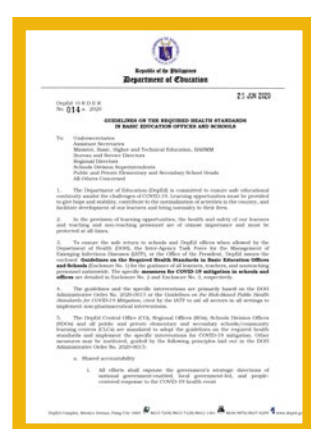 Republic of the Philippines
Department of Education
25 JUN 2020
DepEd ORDER
No. 014 s. 2020
GUIDELINES ON THE REQUIRED HEALTH STANDARDS
IN BASIC EDUCATION OFFICES AND SCHOOLS
To: Undersecretaries
Assistant Secretaries
Minister, Basic, Higher and Technical Education, BARMM
Bureau and Service Directors
Regional Directors
Schools Division Superintendents
Public and Private Elementary and Secondary School Heads
All Others Concerned
1. The Department of Education (DepEd) is committed to ensure safe educational
continuity amidst the challenges of COVID-19. Learning opportunities must be provided
to give hope and stability, contribute to the normalization of activities in the country, and
facilitate development of our learners and bring normalcy to their lives.
2. In the provision of learning opportunities, the health and safety of our learners
and teaching and non-teaching personnel are of utmost importance and must be
protected at all times.
3. To ensure the safe return to schools and DepEd offices when allowed by the
Department of Health (DOH), the Inter-Agency Task Force for the Management of
Emerging Infectious Diseases (IATF), or the Office of the President, DepEd issues the
enclosed Guidelines on the Required Health Standards in Basic Education Offices
and Schools (Enclosure No. 1) for the guidance of all learners, teachers, and nonteaching
personnel nationwide. The specific measures for COVID-19 mitigation in schools and
offices are detailed in Enclosure No. 2 and Enclosure No. 3, respectively.
4. The guidelines and the specific interventions are primarily based on the DOH
Administrative Order No. 2020-0015 or the Guidelines on the Risk-Based Public Health
Standards for COVID-19 Mitigation, cited by the IATF to aid all sectors in all settings to
implement non-pharmaceutical interventions.
5. The DepEd Central Office (CO), Regional Offices (ROs), Schools Division Offices
(SDOs) and all public and private elementary and secondary schools/community
learning centers (CLCs) are mandated to adopt the guidelines on the required health
standards and implement the specific interventions for COVID-19 mitigation. Other
measures may be instituted, guided by the following principles laid out in the DOH
Administrative Order No. 2020-0015:
a. Shared accountability
i. All efforts shall espouse the government's strategic directions of
national government-enabled, local government-led, and people-
centered response to the COVID-19 health event
DepEd Complex, Meralco Avenue, Pasig City 1600